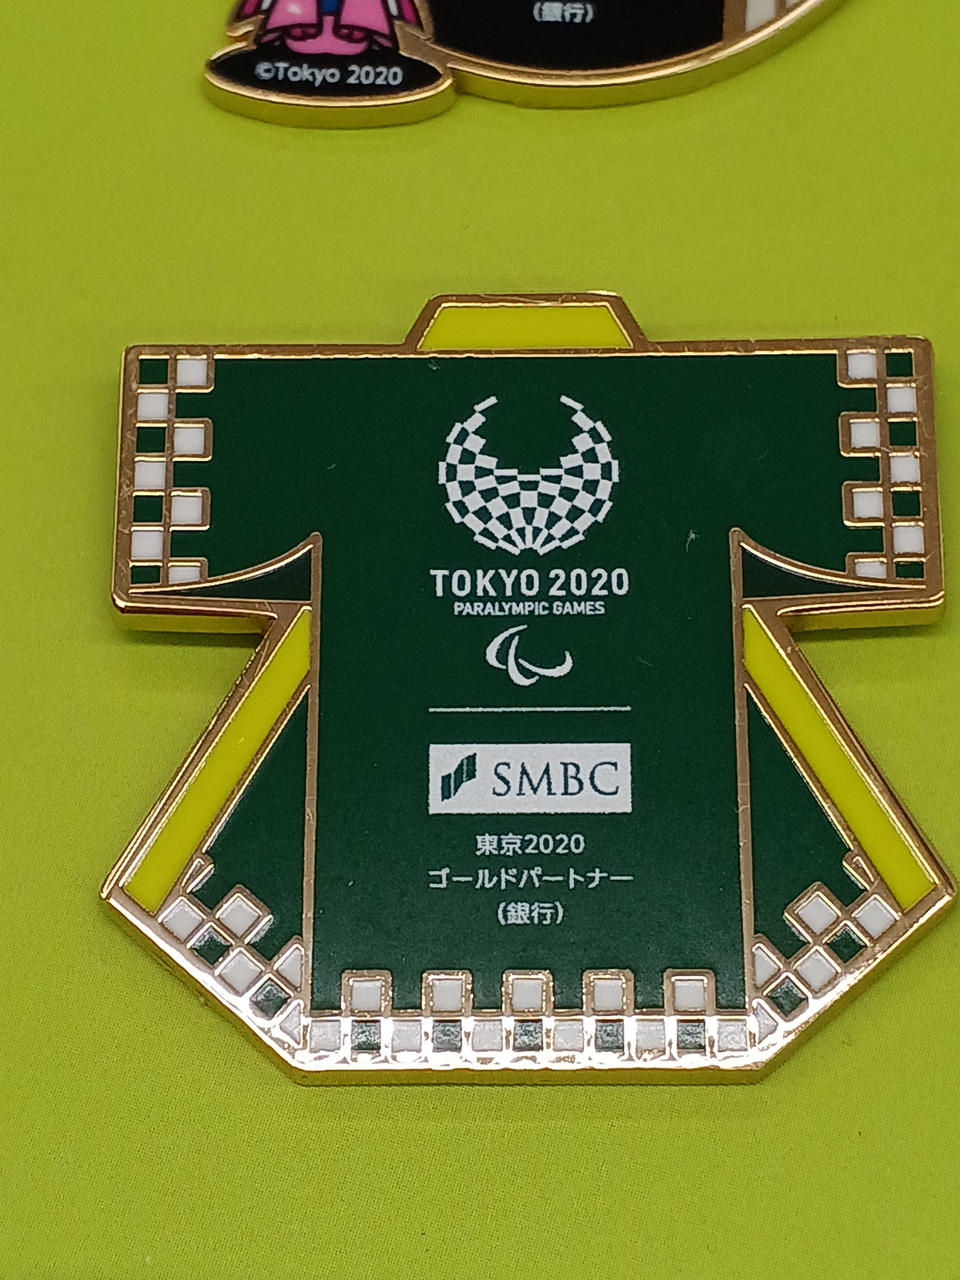 (銀行)
©Tokyo 2020
TOKYO 2020
PARALYMPIC GAMES
SMBC
東京2020
ゴールドパートナー
(銀行)